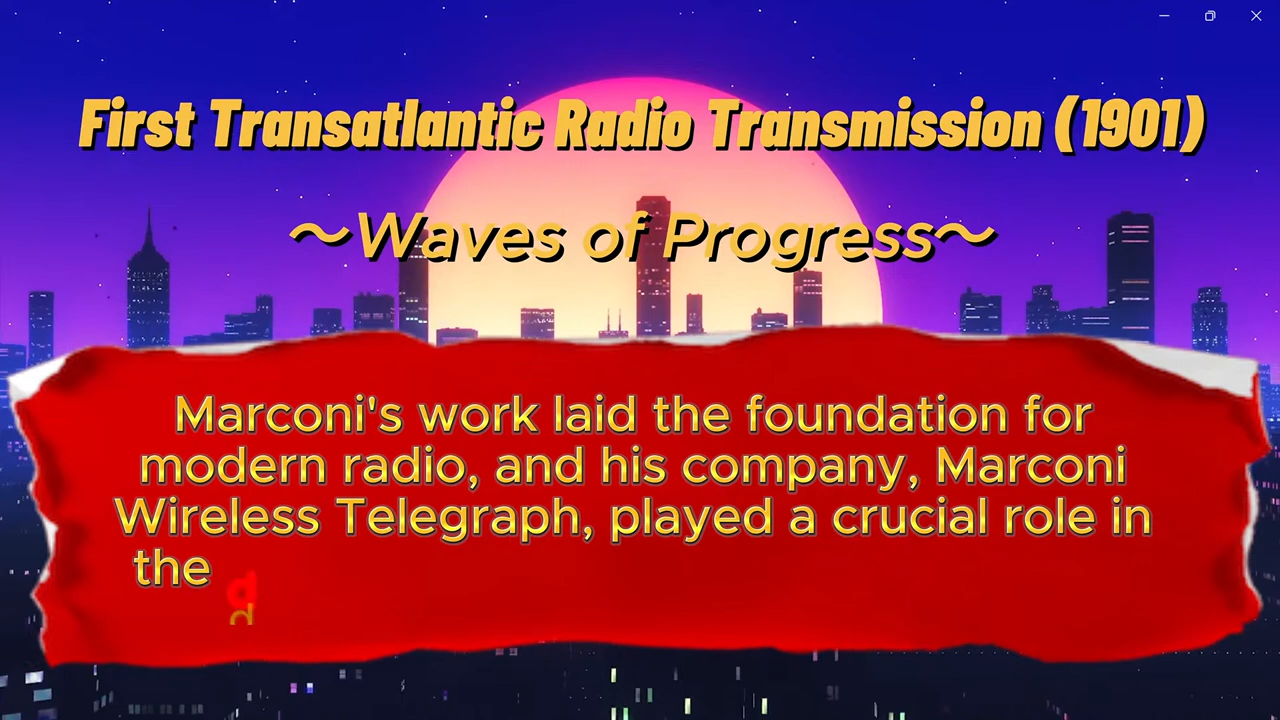 First Transatlantic Radio Transmission (1901)
～Waves of Progress～
Marconi's work laid the foundation for
modern radio, and his company, Marconi
Wireless Telegraph, played a crucial role in
the d